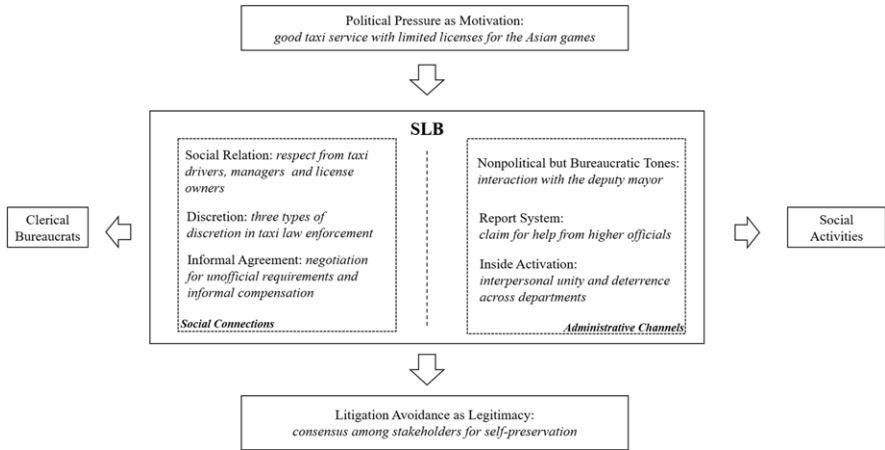 Political Pressure as Motivation:
good taxi service with limited licenses for the Asian games
SLB
Social Relation: respect from taxi
drivers, managers and license
owners
Discretion: three types of
discretion in taxi law enforcement
Informal Agreement: negotiation
for unofficial requirements and
informal compensation
Social Connections
Nonpolitical but Bureaucratic Tones:
interaction with the deputy mayor
Report System:
claim for help from higher officials
Inside Activation:
interpersonal unity and deterrence
across departments
Administrative Channels
Clerical
Bureaucrats
Social
Activities
Litigation Avoidance as Legitimacy:
consensus among stakeholders for self-preservation